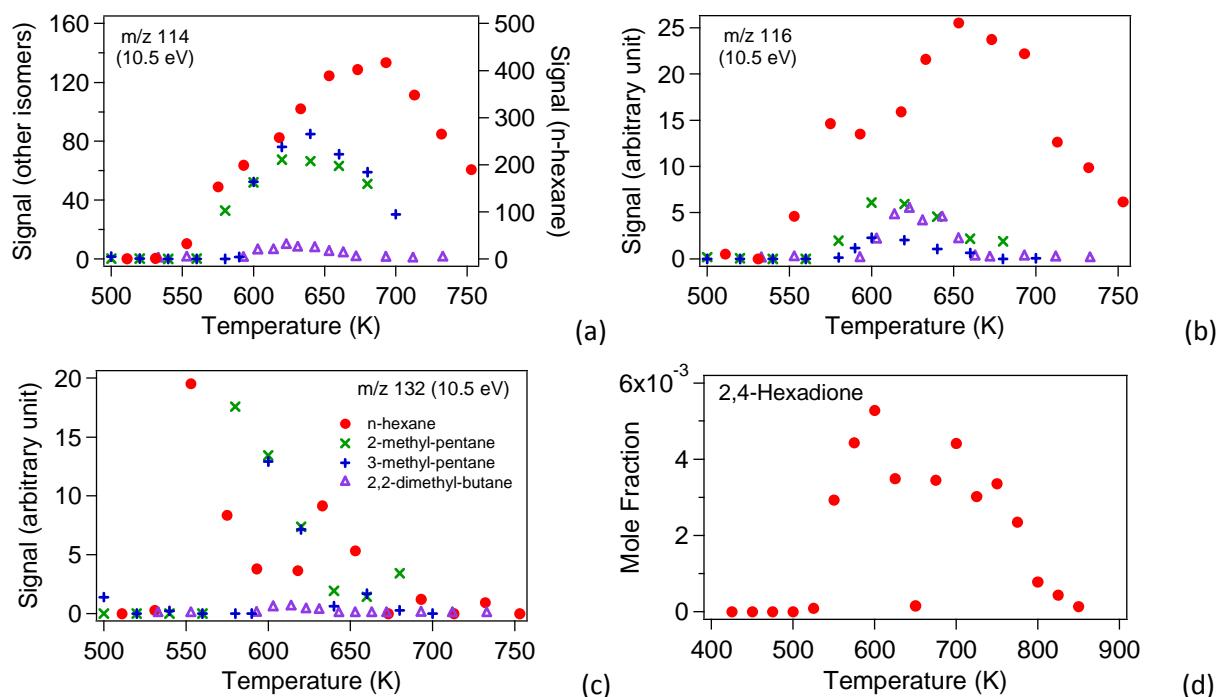 160
120
80
40
0
Signal (other isomers)
m/z 114
(10.5 eV)
500
400
300
200
100
0
Signal (n-hexane)
500 550 600 650 700 750
Temperature (K)
(a)
25
20
15
10
5
0
Signal (arbitrary unit)
m/z 116
(10.5 eV)
500 550 600 650 700 750
Temperature (K)
(b)
20
15
10
5
0
Signal (arbitrary unit)
m/z 132 (10.5 eV)
n-hexane
2-methyl-pentane
3-methyl-pentane
2,2-dimethyl-butane
500 550 600 650 700 750
Temperature (K)
(c)
6x10⁻³
4
2
0
Mole Fraction
2,4-Hexadione
400 500 600 700 800 900
Temperature (K)
(d)